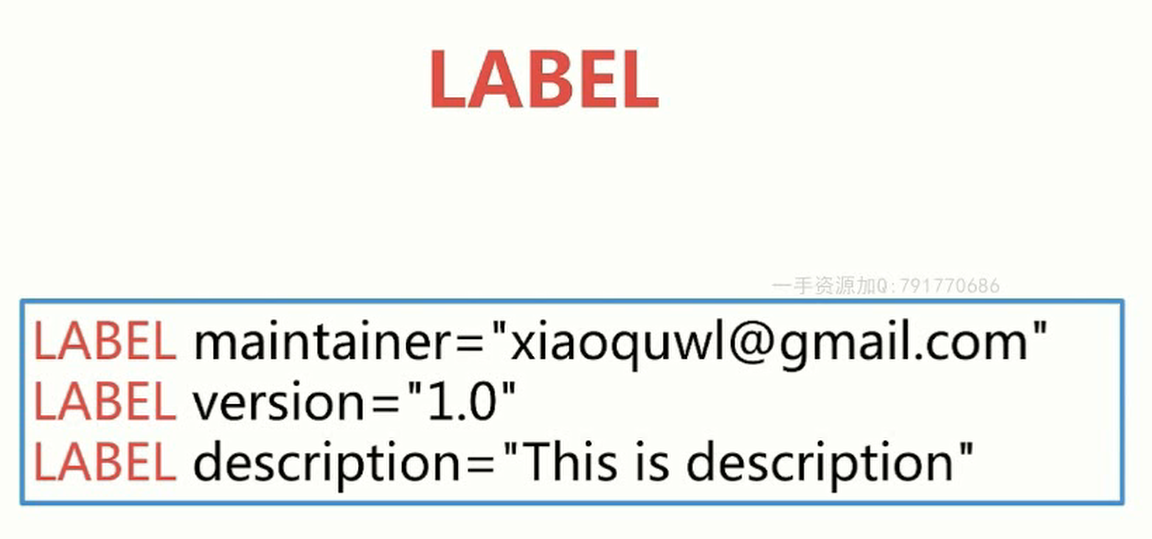 LABEL
一手资源加Q:791770686
LABEL maintainer="xiaoquwl@gmail.com"
LABEL version="1.0"
LABEL description="This is description"